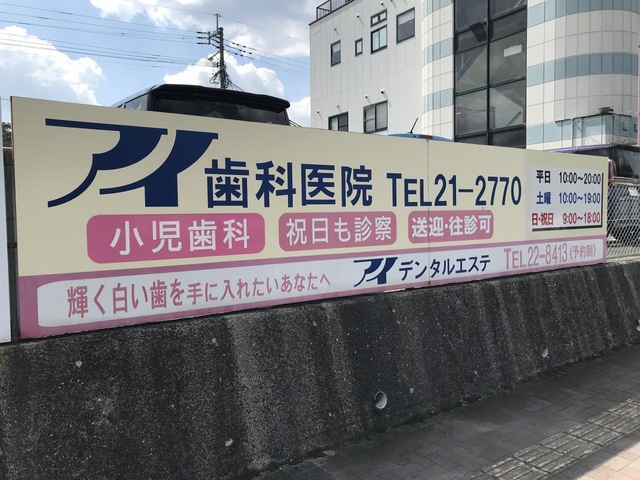 アイ歯科医院 TEL21-2770
小児歯科 祝日も診察 送迎・往診可
平日 10:00〜20:00
土曜 10:00〜19:00
日・祝日 9:00〜18:00
輝く白い歯を手に入れたいあなたへ アイデンタルエステ TEL22-8413(予約制)